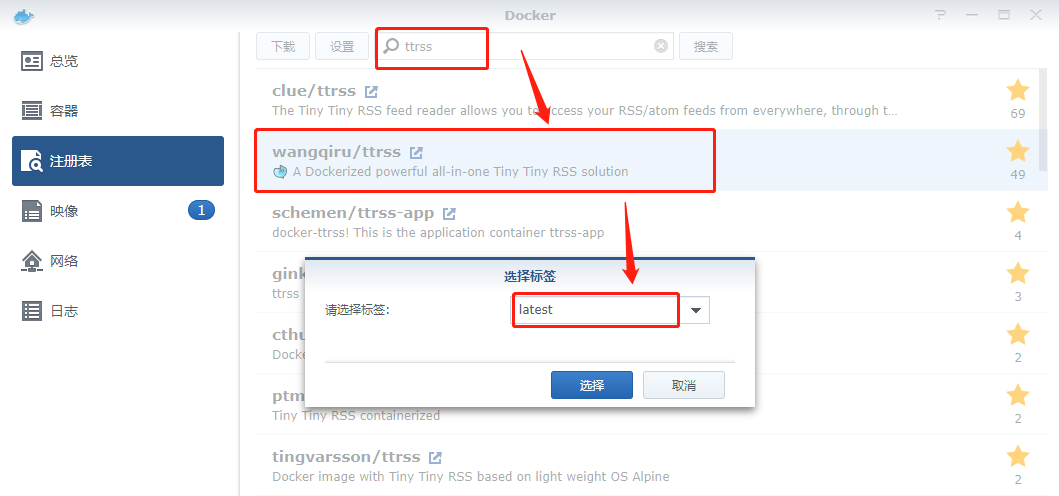 Docker
总览
容器
注册表
映像
1
网络
日志
下载
设置
ttrss
搜索
clue/ttrss
The Tiny Tiny RSS feed reader allows you to access your RSS/atom feeds from everywhere, through t...
69
wangqiru/ttrss
A Dockerized powerful all-in-one Tiny Tiny RSS solution
49
schemen/ttrss-app
docker-ttrss! This is the application container ttrss-app
4
gink
ttrss
3
cthu
Docke
2
ptm
Tiny Tiny RSS containerized
2
tingvarsson/ttrss
Docker image with Tiny Tiny RSS based on light weight OS Alpine
2
选择标签
请选择标签:
latest
选择
取消